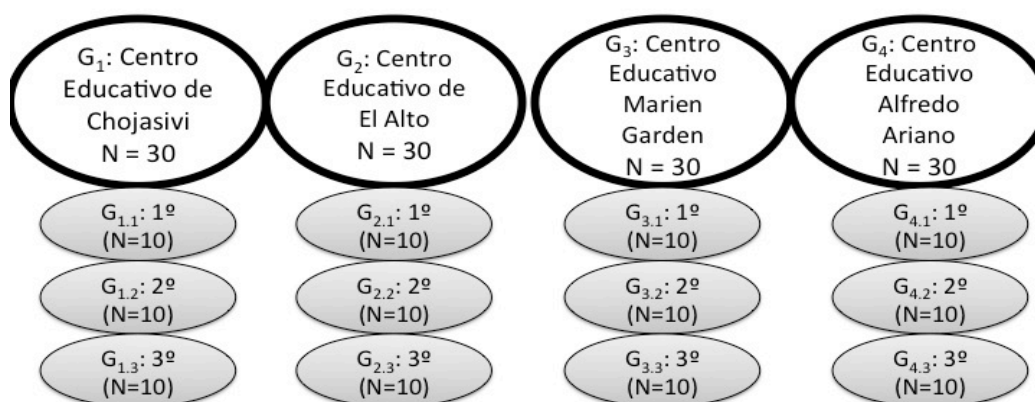 G1: Centro
Educativo de
Chojasivi
N = 30
G1.1: 1º
(N=10)
G1.2: 2º
(N=10)
G1.3: 3º
(N=10)
G2: Centro
Educativo de
El Alto
N = 30
G2.1: 1º
(N=10)
G2.2: 2º
(N=10)
G2.3: 3º
(N=10)
G3: Centro
Educativo
Marien
Garden
N = 30
G3.1: 1º
(N=10)
G3.2: 2º
(N=10)
G3.3: 3º
(N=10)
G4: Centro
Educativo
Alfredo
Ariano
N = 30
G4.1: 1º
(N=10)
G4.2: 2º
(N=10)
G4.3: 3º
(N=10)